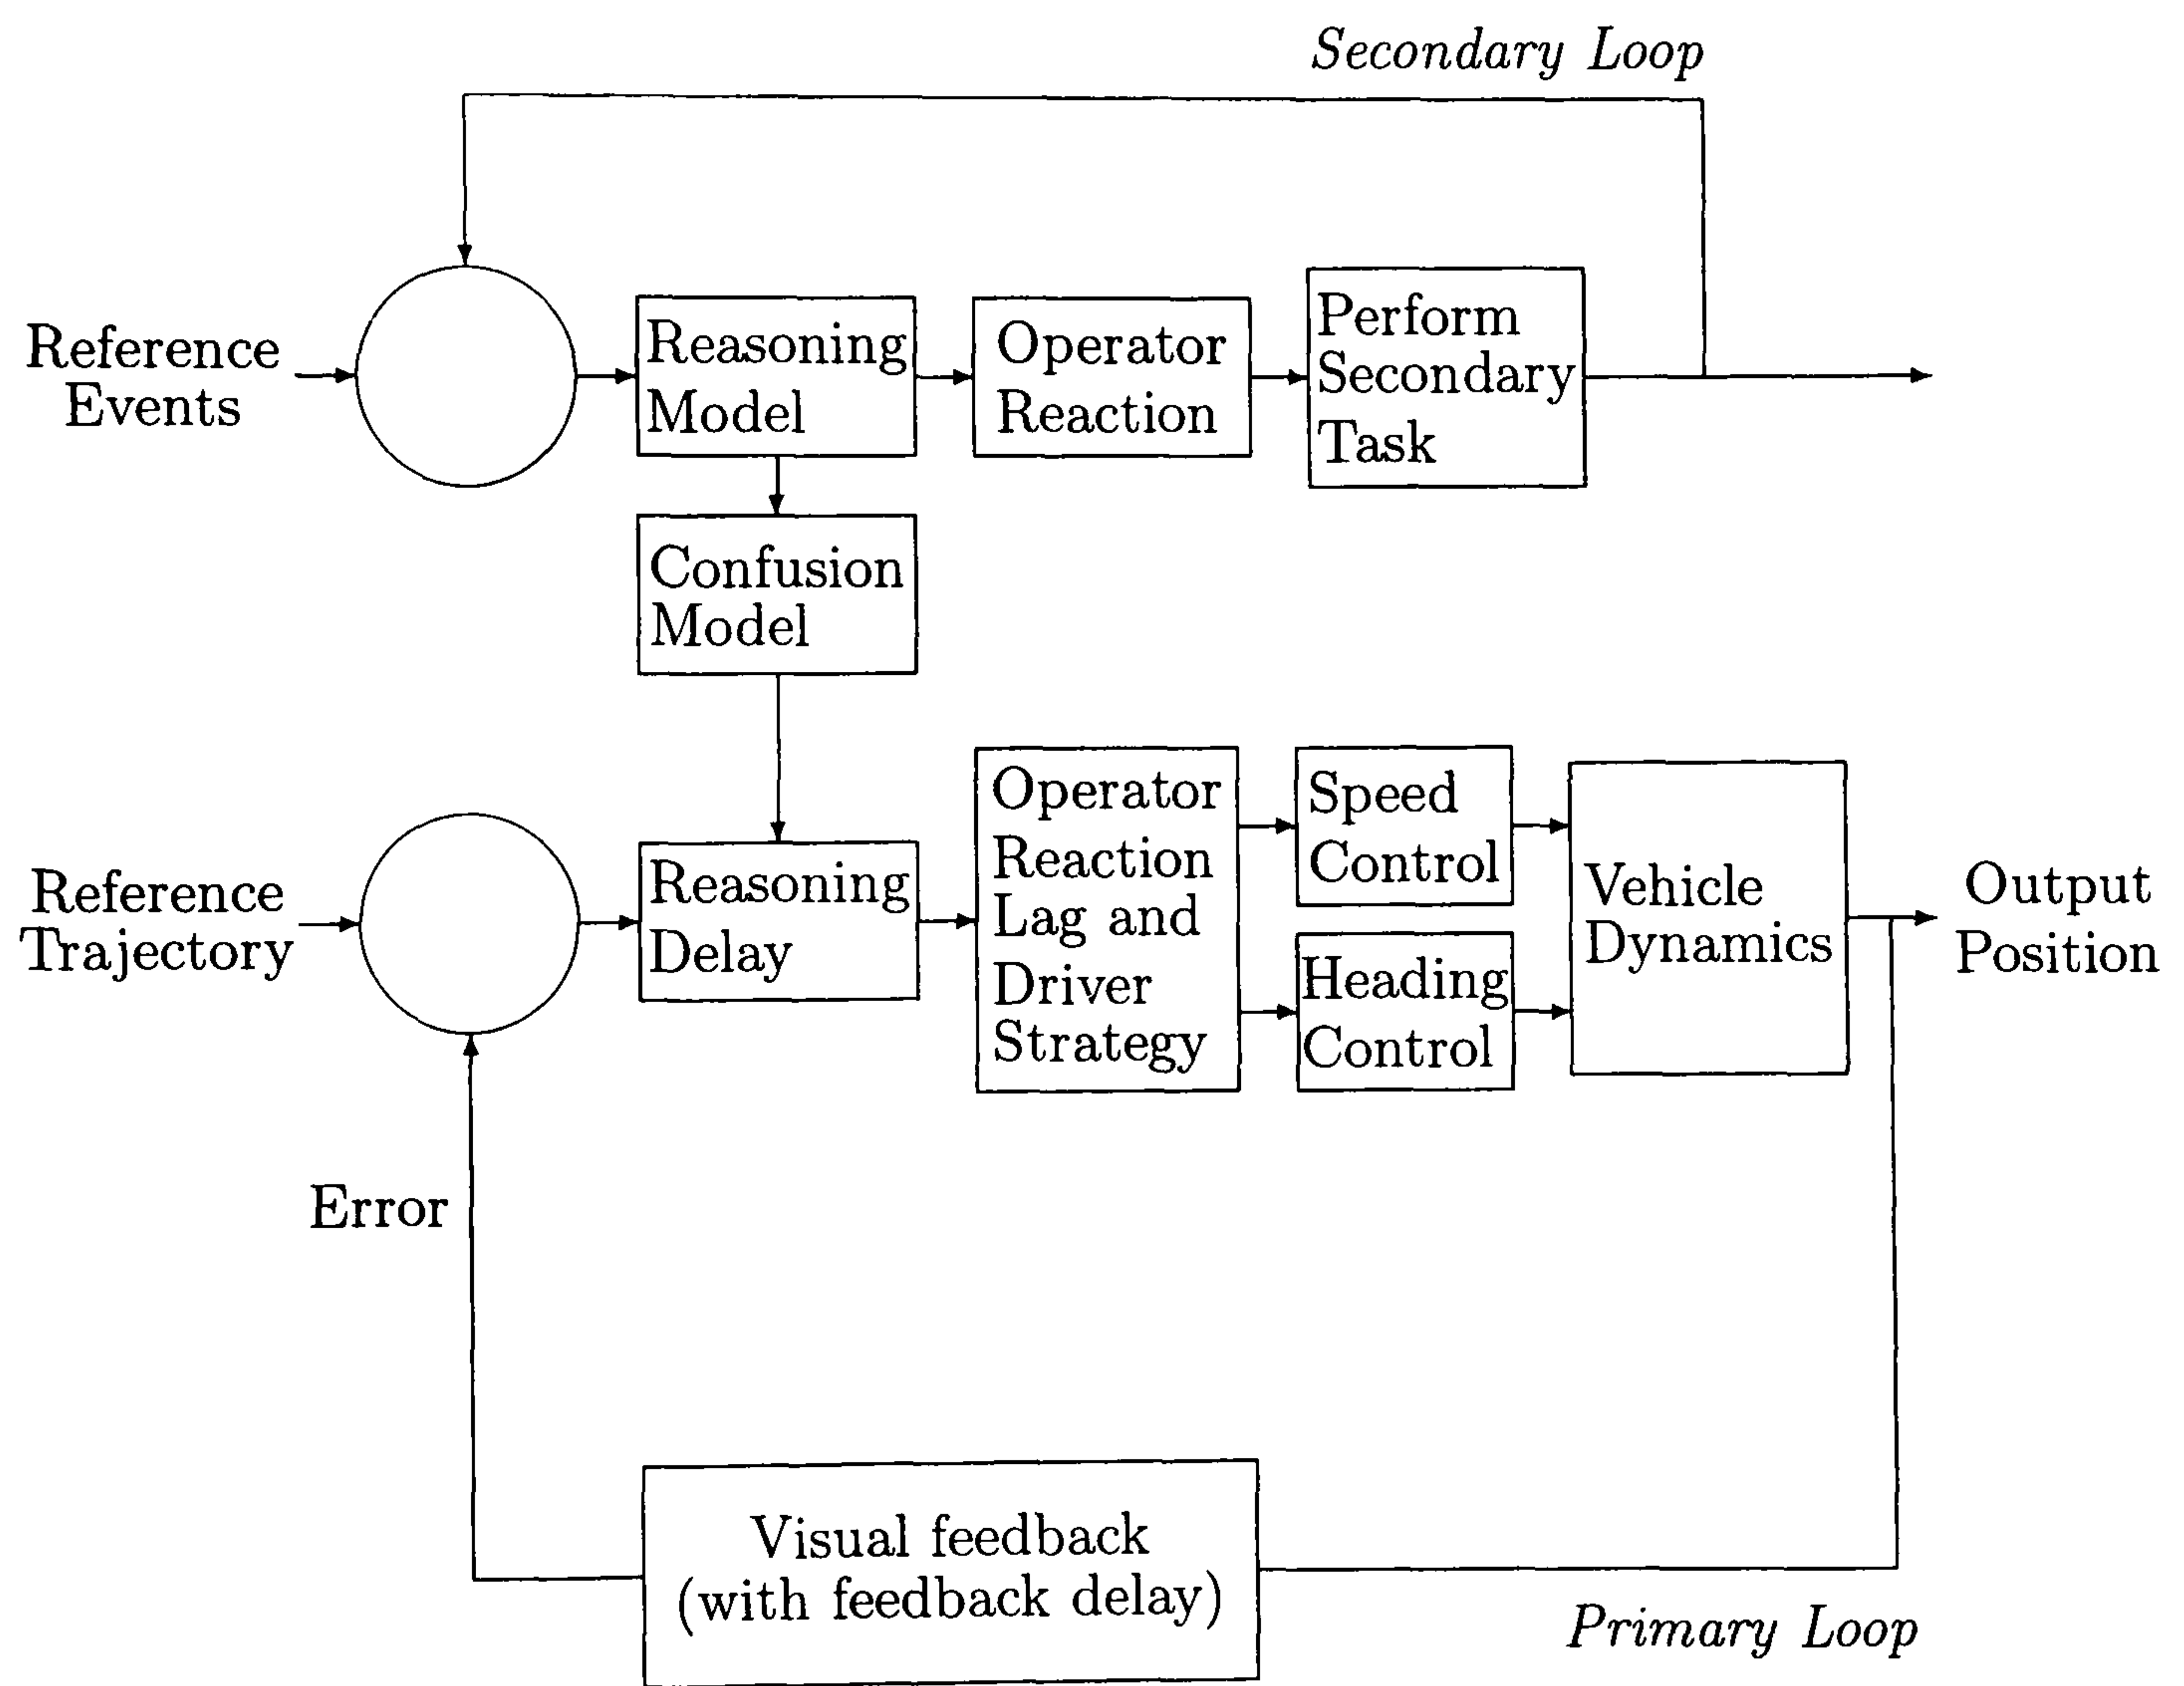 Secondary Loop
Reference
Events
Reasoning
Model
Operator
Reaction
Perform
Secondary
Task
Confusion
Model
Reference
Trajectory
Reasoning
Delay
Operator
Reaction
Lag and
Driver
Strategy
Speed
Control
Heading
Control
Vehicle
Dynamics
Output
Position
Error
Visual feedback
(with feedback delay)
Primary Loop